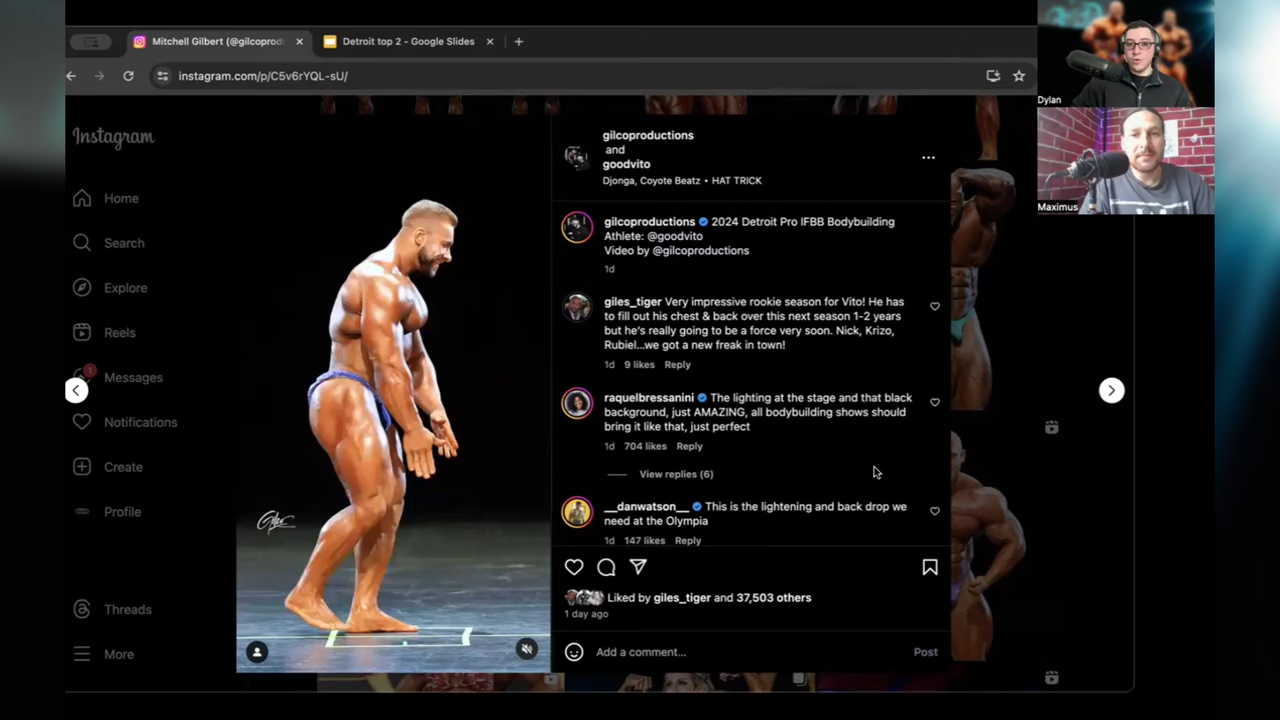 Mitchell Gilbert (@gilcoprod
Detroit top 2 - Google Slides
instagram.com/p/C5v6rYQL-sU/
Dylan
Maximus
Instagram
Home
Search
Explore
Reels
1
Messages
Notifications
Create
Profile
Threads
More
gilcoproductions
and
goodvito
Djonga, Coyote Beatz • HAT TRICK
gilcoproductions 2024 Detroit Pro IFBB Bodybuilding
Athlete: @goodvito
Video by @gilcoproductions
1d
giles_tiger Very impressive rookie season for Vito! He has
to fill out his chest & back over this next season 1-2 years
but he's really going to be a force very soon. Nick, Krizo,
Rubiel...we got a new freak in town!
1d 9 likes Reply
raquelbressanini The lighting at the stage and that black
background, just AMAZING, all bodybuilding shows should
bring it like that, just perfect
1d 704 likes Reply
View replies (6)
__danwatson__ This is the lightening and back drop we
need at the Olympia
1d 147 likes Reply
Liked by giles_tiger and 37,503 others
1 day ago
Add a comment...
Post